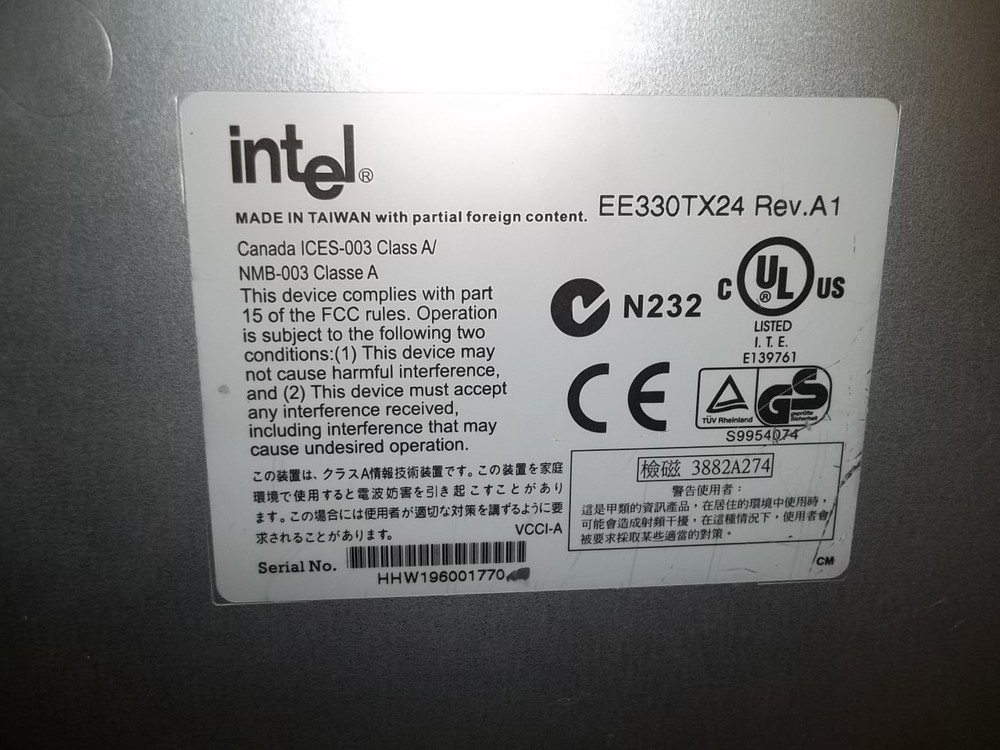 intel®
MADE IN TAIWAN with partial foreign content.
EE330TX24 Rev.A1
Canada ICES-003 Class A/
NMB-003 Classe A
This device complies with part
15 of the FCC rules. Operation
is subject to the following two
conditions:(1) This device may
not cause harmful interference,
and (2) This device must accept
any interference received,
including interference that may
cause undesired operation.
N232
C UL® US
LISTED
I. T. E.
E139761
CE
TÜV Rheinland
GS
geprüfte
Sicherheit
S9954074
この装置は、クラスA情報技術装置です。この装置を家庭
環境で使用すると電波妨害を引き起こすことがあり
ます。この場合には使用者が適切な対策を講ずるように要
求されることがあります。
VCCI-A
檢磁 3882A274
警告使用者：
這是甲類的資訊產品，在居住的環境中使用時，
可能會造成射頻干擾，在這種情況下，使用者會
被要求採取某些適當的對策。
Serial No.
HHW196001770
CM